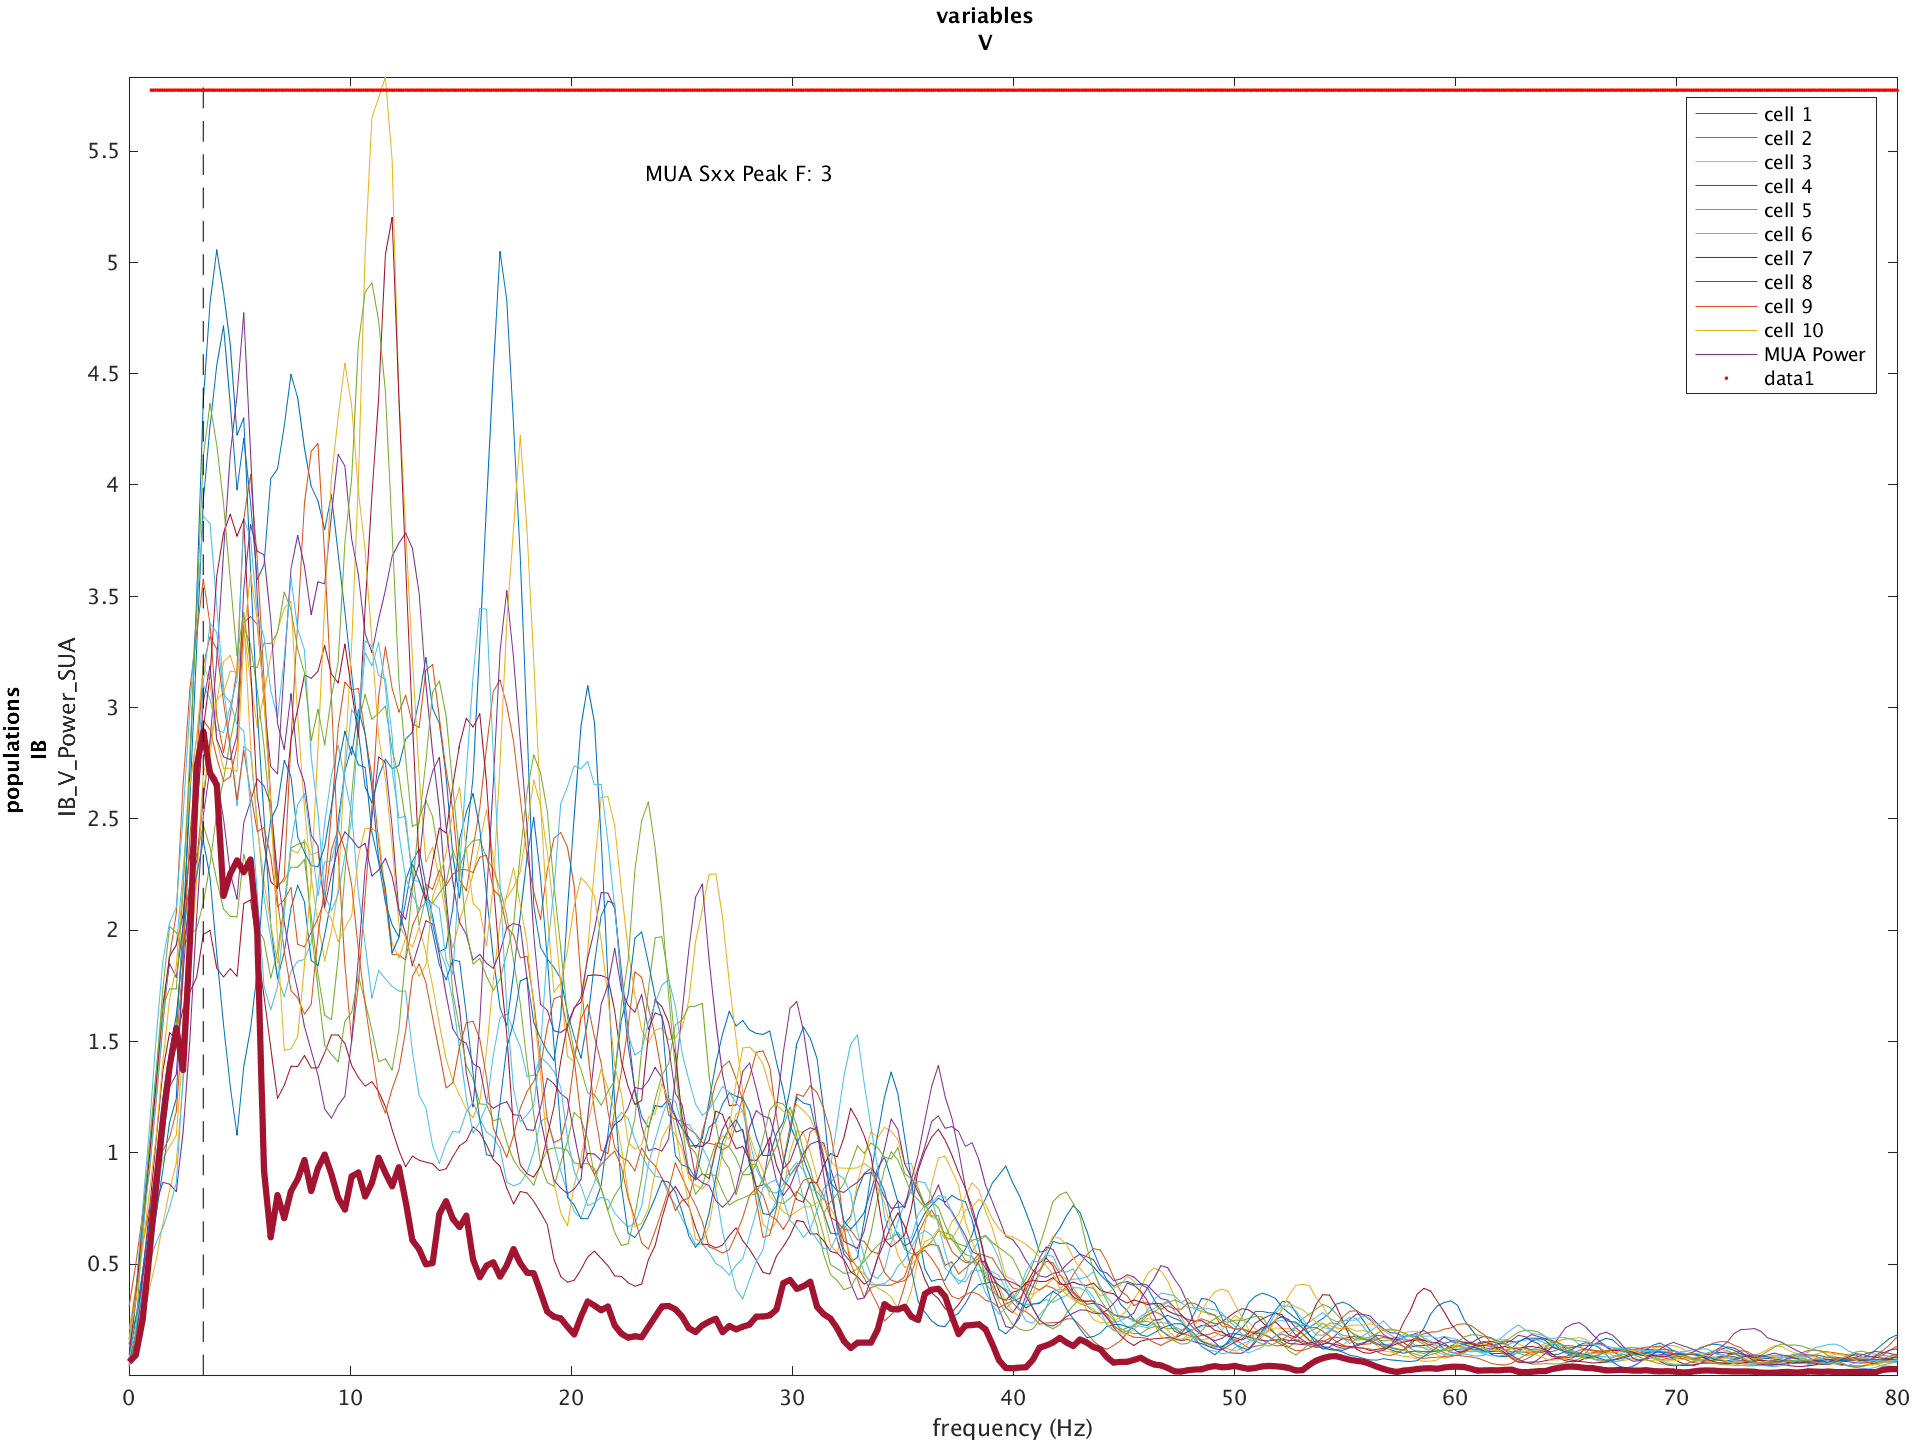 variables
V
populations
IB
IB_V_Power_SUA
5.5
5
4.5
4
3.5
3
2.5
2
1.5
1
0.5
MUA Sxx Peak F: 3
cell 1
cell 2
cell 3
cell 4
cell 5
cell 6
cell 7
cell 8
cell 9
cell 10
MUA Power
data1
0 10 20 30 40 50 60 70 80
frequency (Hz)